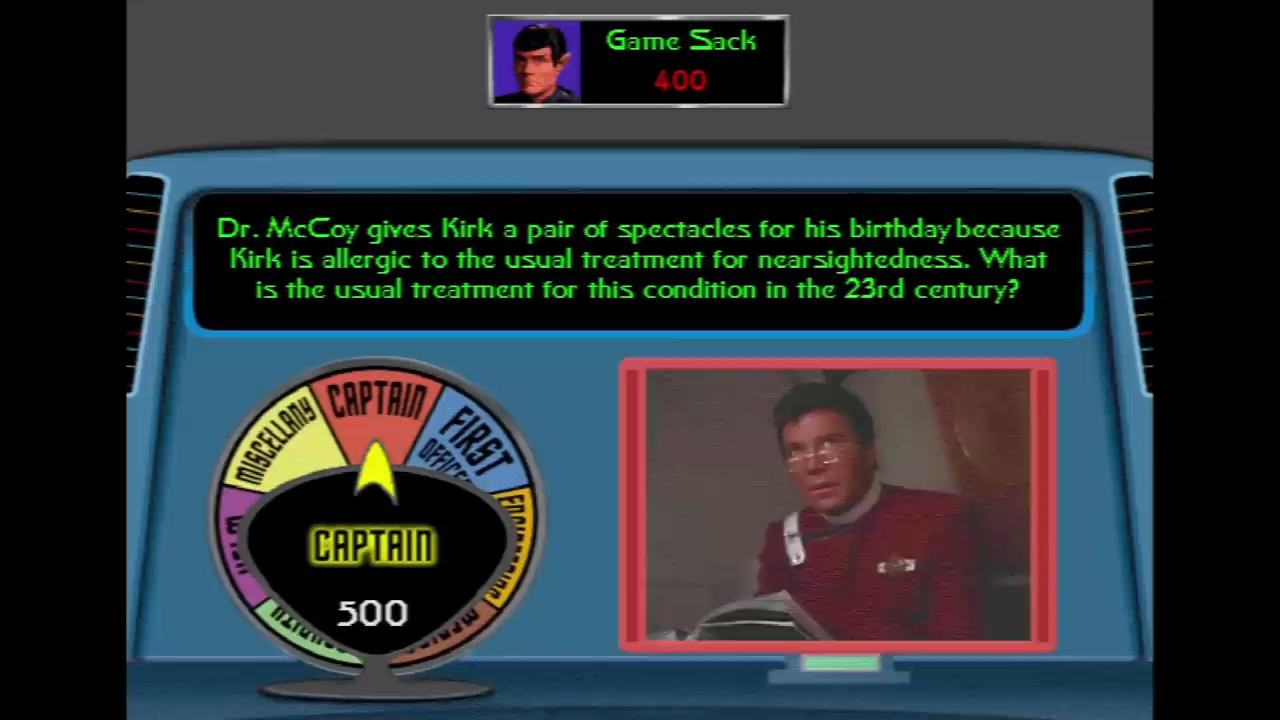 Game Sack
400
Dr. McCoy gives Kirk a pair of spectacles for his birthday because
Kirk is allergic to the usual treatment for nearsightedness. What
is the usual treatment for this condition in the 23rd century?
MISCELLANY
CAPTAIN
FIRST
CAPTAIN
500